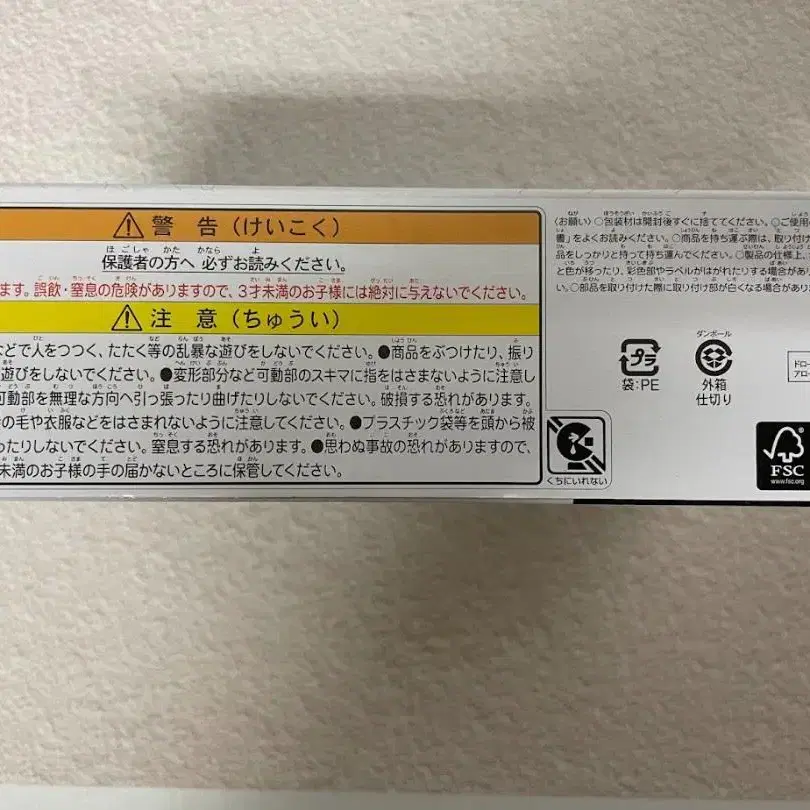 ⚠ 警告（けいこく）
保護者の方へ 必ずお読みください。
ます。誤飲・窒息の危険がありますので、3才未満のお子様には絶対に与えないでください。
⚠ 注意（ちゅうい）
などで人をつつく、たたく等の乱暴な遊びをしないでください。●商品をぶつけたり、振り
遊びをしないでください。●変形部分など可動部のスキマに指をはさまないように注意し
可動部を無理な方向へ引っ張ったり曲げたりしないでください。破損する恐れがあります。
の毛や衣服などをはさまれないように注意してください。●プラスチック袋等を頭から被
ったりしないでください。窒息する恐れがあります。●思わぬ事故の恐れがありますので、
未満のお子様の手の届かないところに保管してください。
くちにいれない
〈お願い〉○包装材は開封後すぐに捨ててください。○ご使用
書」をよくお読みください。○商品を持ち運ぶ際は、取り付け
品をしっかりと持って持ち運んでください。○製品の仕様上、
と色が移ったり、彩色部やラベルがはがれたりする場合があ
す。○部品を取り付けた際に取り付け部が白くなる場合があり
プラ
袋:PE
ダンボール
外箱
仕切り
ドロー
プロー
FSC
www.fsc.org